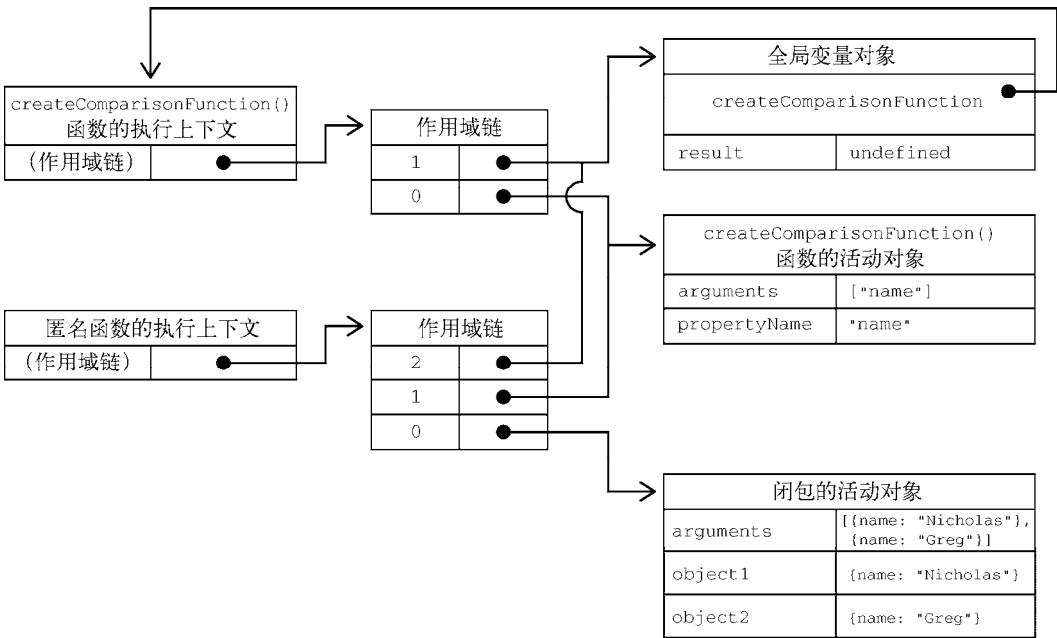 createComparisonFunction()
函数的执行上下文
(作用域链)
作用域链
1
0
全局变量对象
createComparisonFunction
result undefined
createComparisonFunction()
函数的活动对象
arguments ["name"]
propertyName "name"
匿名函数的执行上下文
(作用域链)
作用域链
2
1
0
闭包的活动对象
arguments [{name: "Nicholas"},
{name: "Greg"}]
object1 {name: "Nicholas"}
object2 {name: "Greg"}